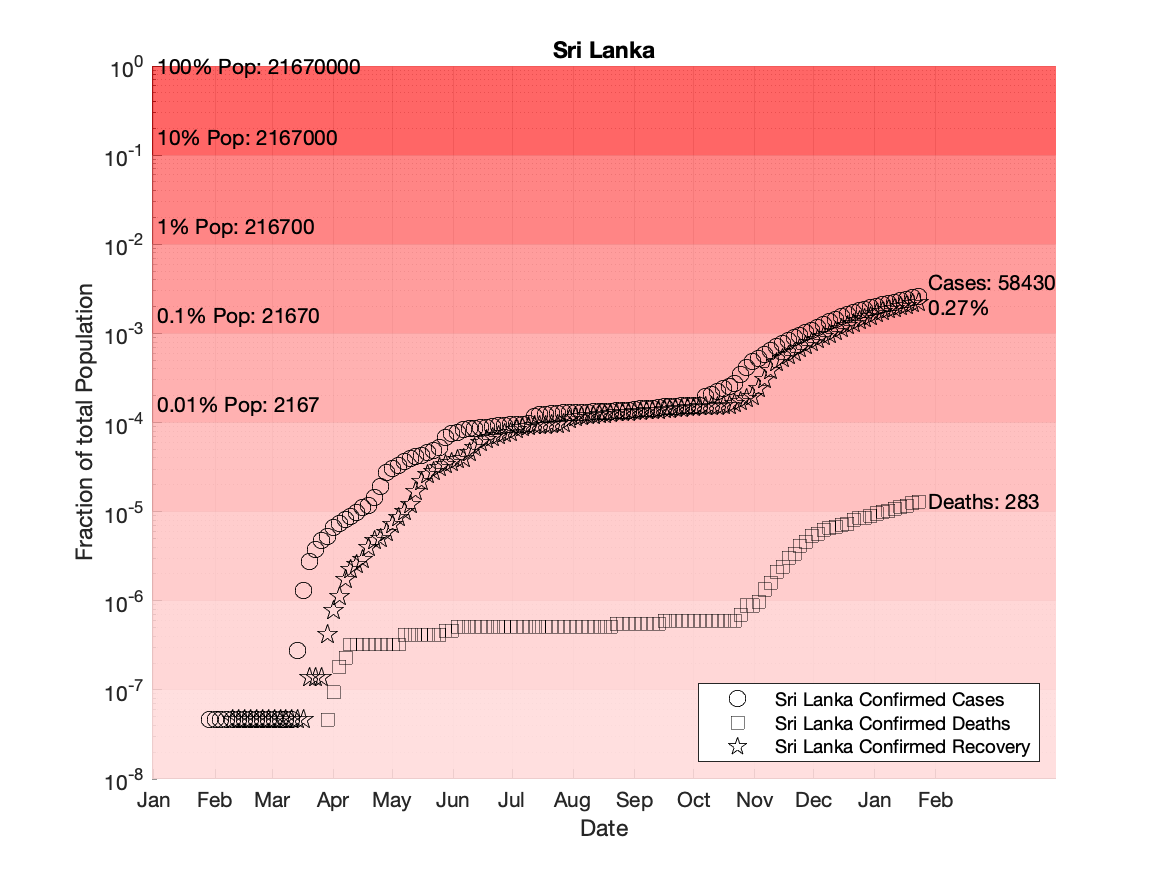 Sri Lanka
10^0
100% Pop: 21670000
10% Pop: 2167000
10^-1
1% Pop: 216700
10^-2
Cases: 58430
0.27%
0.1% Pop: 21670
10^-3
0.01% Pop: 2167
10^-4
Deaths: 283
10^-5
10^-6
10^-7
10^-8
Fraction of total Population
Sri Lanka Confirmed Cases
Sri Lanka Confirmed Deaths
Sri Lanka Confirmed Recovery
Jan Feb Mar Apr May Jun Jul Aug Sep Oct Nov Dec Jan Feb
Date